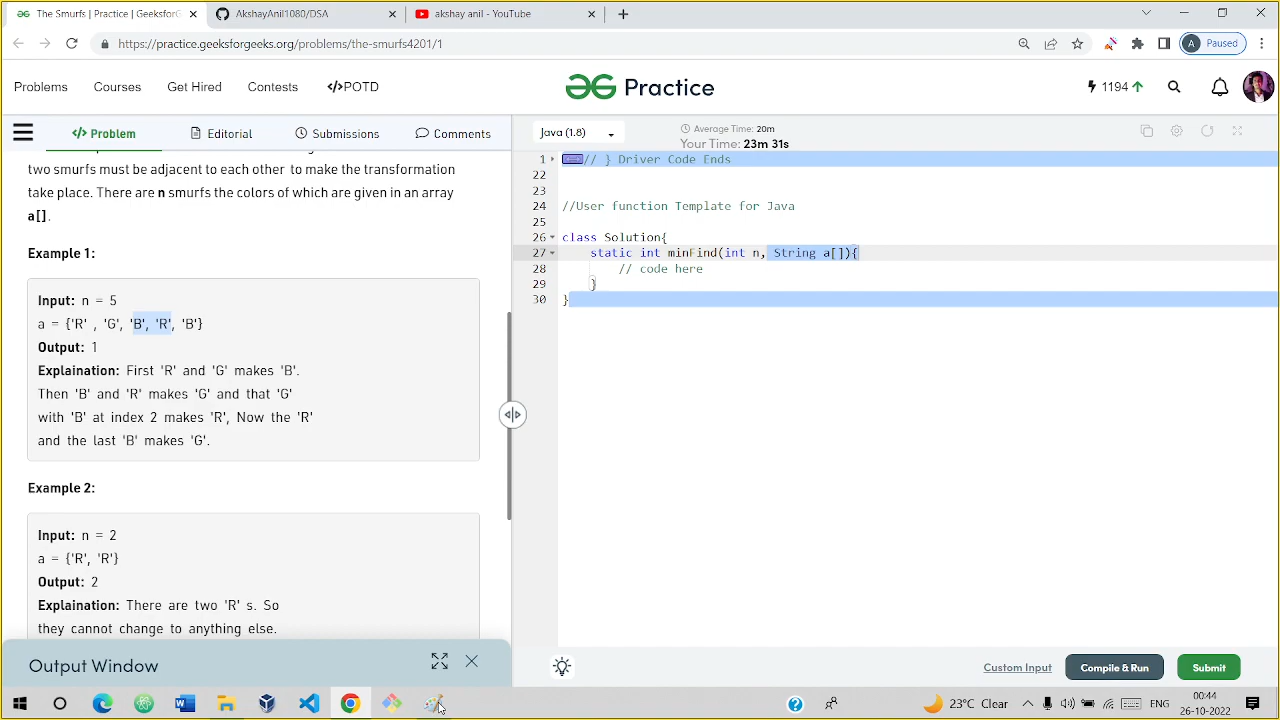 The Smurfs | Practice | GeeksforG
AkshayAnil1080/DSA
akshay anil - YouTube
https://practice.geeksforgeeks.org/problems/the-smurfs4201/1
A Paused
Problems Courses Get Hired Contests </>POTD
Practice
1194
</> Problem Editorial Submissions Comments
Java (1.8)
Average Time: 20m
Your Time: 23m 31s
two smurfs must be adjacent to each other to make the transformation
take place. There are n smurfs the colors of which are given in an array
a[].
Example 1:
Input: n = 5
a = {'R' , 'G', 'B', 'R', 'B'}
Output: 1
Explaination: First 'R' and 'G' makes 'B'.
Then 'B' and 'R' makes 'G' and that 'G'
with 'B' at index 2 makes 'R', Now the 'R'
and the last 'B' makes 'G'.
Example 2:
Input: n = 2
a = {'R', 'R'}
Output: 2
Explaination: There are two 'R' s. So
they cannot change to anything else.
Output Window
1 // } Driver Code Ends
22
23
24 //User function Template for Java
25
26 class Solution{
27 static int minFind(int n, String a[]){
28 // code here
29 }
30 }
Custom Input Compile & Run Submit
23°C Clear
ENG
00:44
26-10-2022